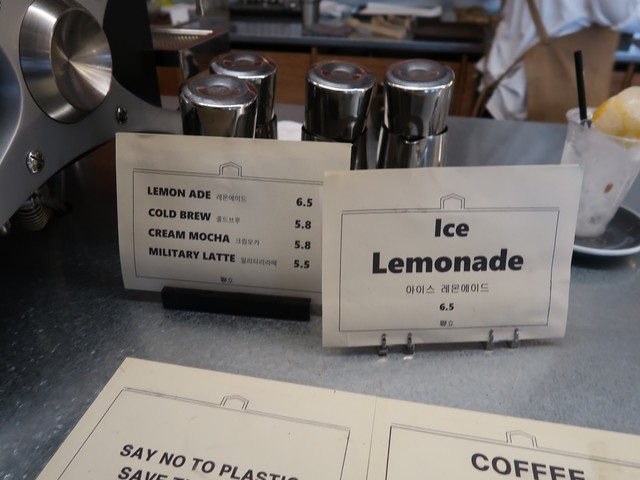 LEMON ADE 레몬에이드 6.5
COLD BREW 콜드브루 5.8
CREAM MOCHA 크림모카 5.8
MILITARY LATTE 밀리터리라떼 5.5
Ice
Lemonade
아이스 레몬에이드
6.5
SAY NO TO PLASTIC
COFFEE